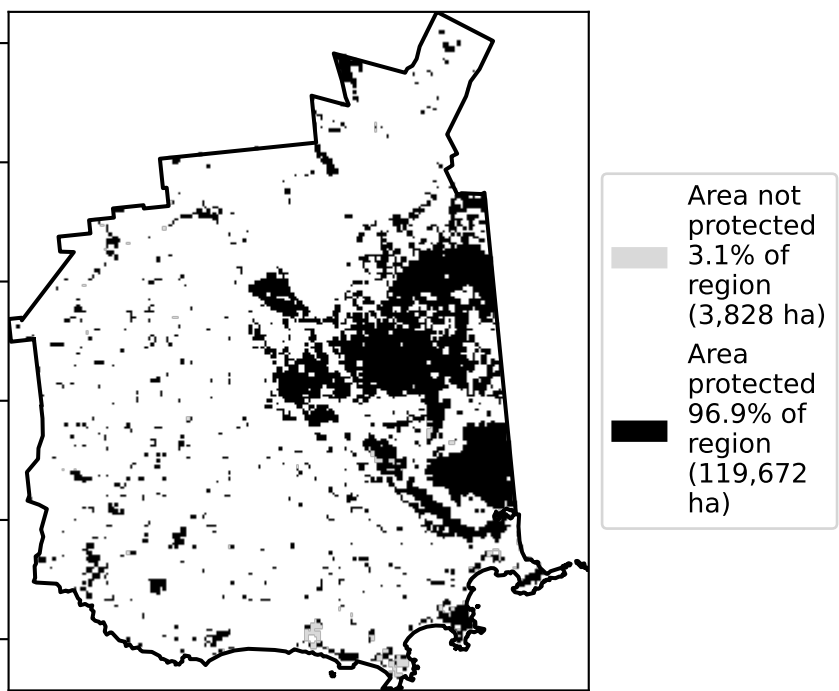 Area not
protected
3.1% of
region
(3,828 ha)
Area
protected
96.9% of
region
(119,672
ha)